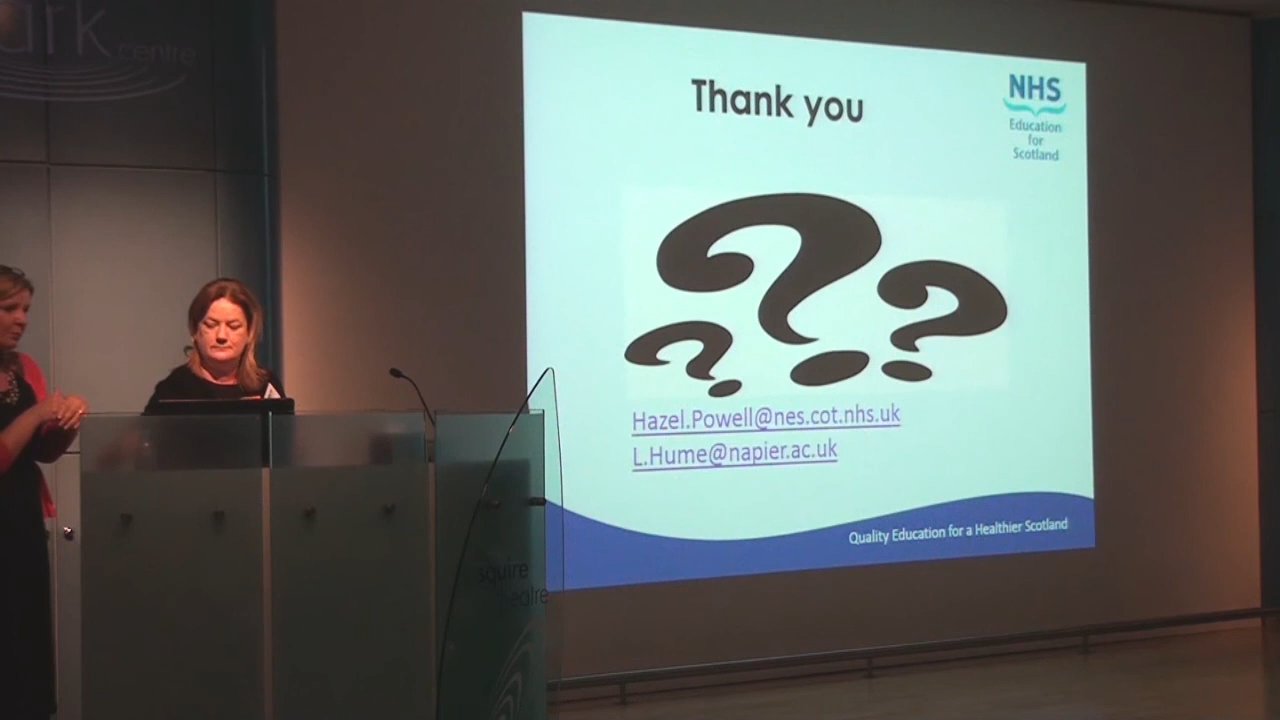 ark centre
Thank you
NHS
Education
for
Scotland
Hazel.Powell@nes.cot.nhs.uk
L.Hume@napier.ac.uk
Quality Education for a Healthier Scotland
squire